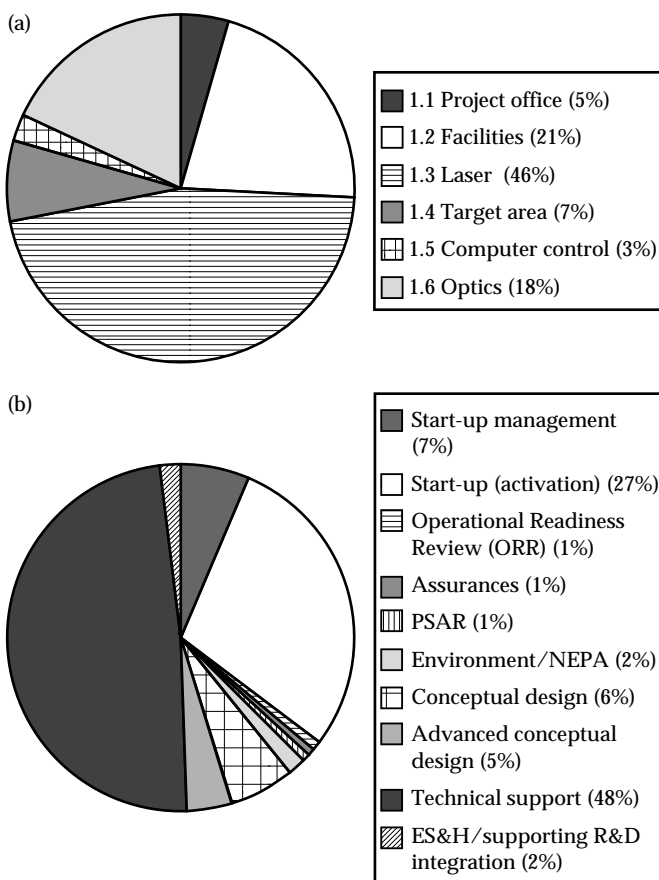 (a)
1.1 Project office (5%)
1.2 Facilities (21%)
1.3 Laser (46%)
1.4 Target area (7%)
1.5 Computer control (3%)
1.6 Optics (18%)
(b)
Start-up management
(7%)
Start-up (activation) (27%)
Operational Readiness
Review (ORR) (1%)
Assurances (1%)
PSAR (1%)
Environment/NEPA (2%)
Conceptual design (6%)
Advanced conceptual
design (5%)
Technical support (48%)
ES&H/supporting R&D
integration (2%)